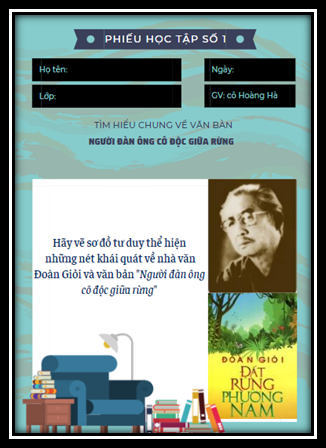 PHIẾU HỌC TẬP SỐ 1
Họ tên:
Ngày:
Lớp:
GV: cô Hoàng Hà
TÌM HIỂU CHUNG VỀ VĂN BẢN
NGƯỜI ĐÀN ÔNG CÔ ĐỘC GIỮA RỪNG
Hãy vẽ sơ đồ tư duy thể hiện
những nét khái quát về nhà văn
Đoàn Giỏi và văn bản "Người đàn ông
cô độc giữa rừng"
ĐOÀN GIỎI
ĐẤT
RỪNG
PHƯƠNG
NAM